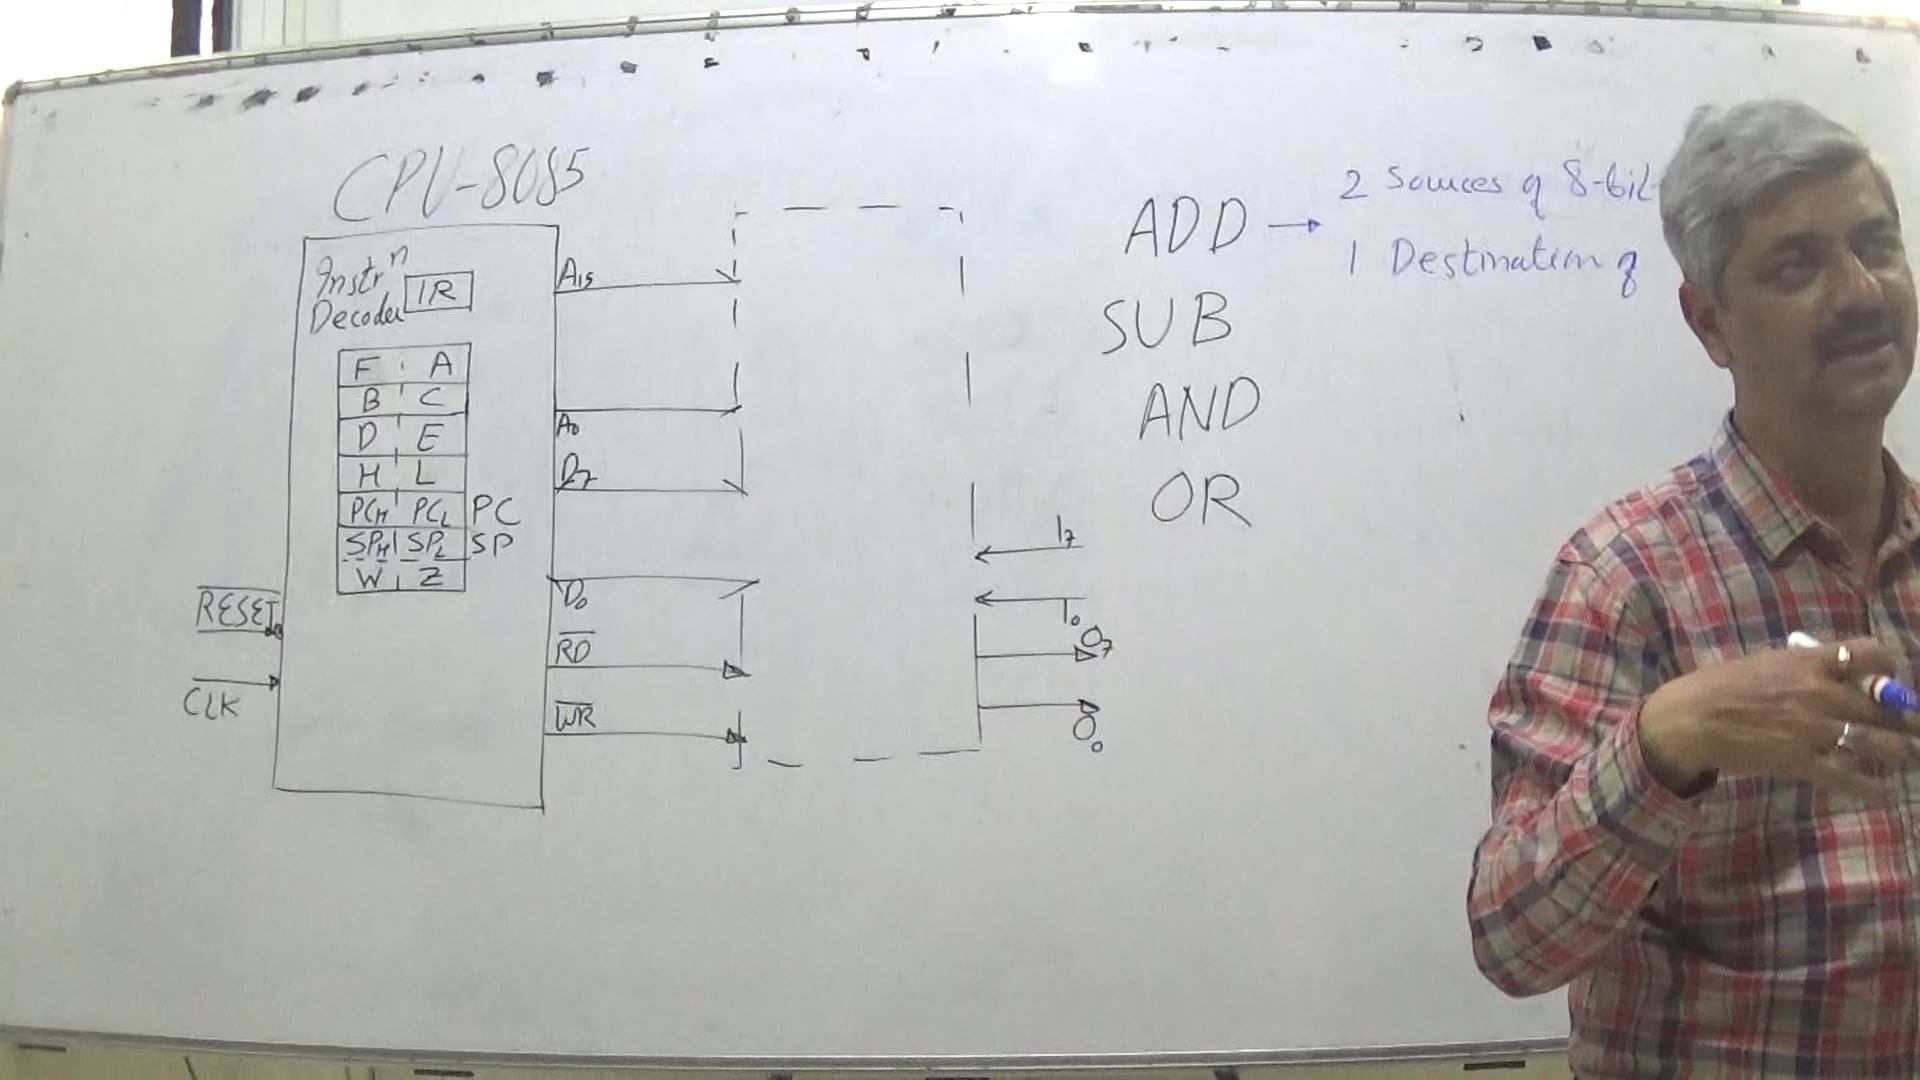 CPU-8085
Instrⁿ
Decoder
IR
F A
B C
D E
H L
PCH PCL PC
SPH SPL SP
W Z
RESET
CLK
A15
A0
D7
D0
RD
WR
I7
I0
O7
O0
ADD → 2 Sources of 8-bit
1 Destination of
SUB
AND
OR